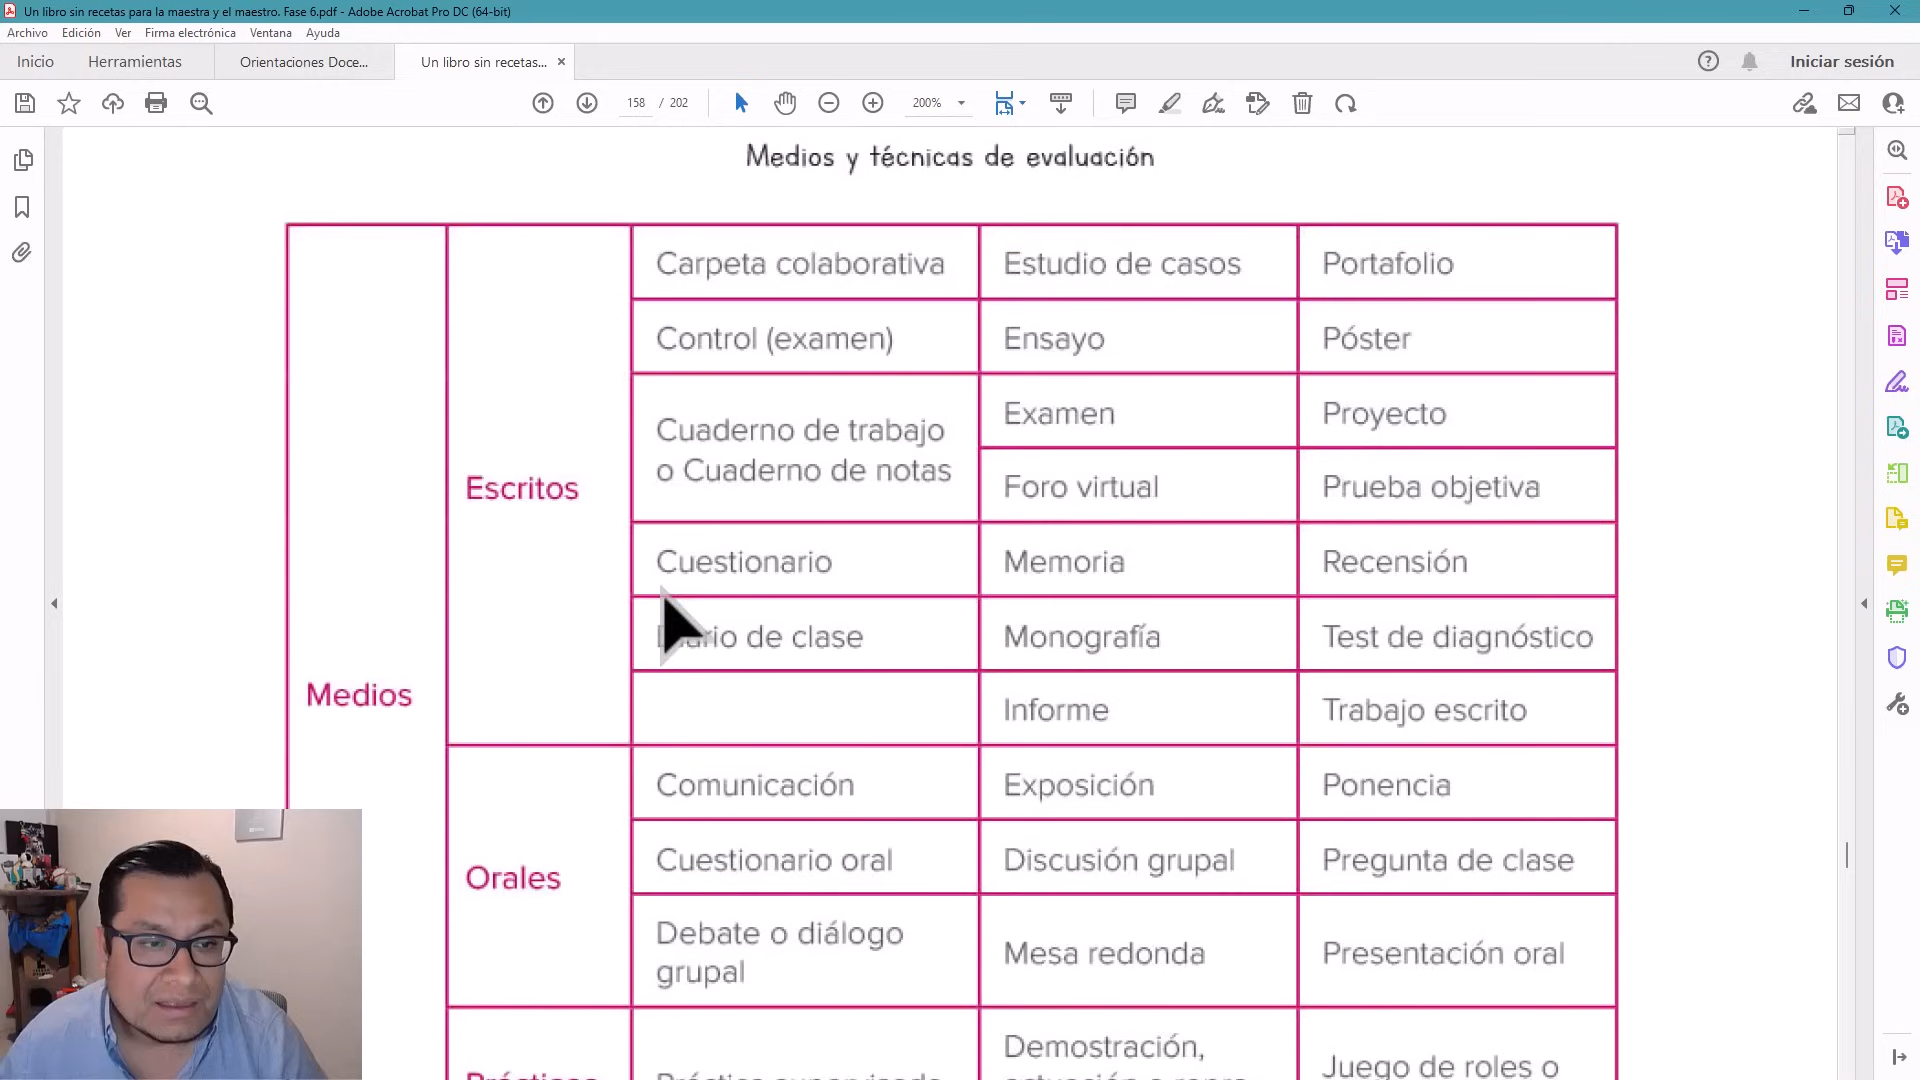 Un libro sin recetas para la maestra y el maestro. Fase 6.pdf - Adobe Acrobat Pro DC (64-bit)
Archivo Edición Ver Firma electrónica Ventana Ayuda
Inicio Herramientas Orientaciones Doce... Un libro sin recetas... × Iniciar sesión
158 / 202 200%
Medios y técnicas de evaluación
Medios
Escritos
Carpeta colaborativa Estudio de casos Portafolio
Control (examen) Ensayo Póster
Cuaderno de trabajo
o Cuaderno de notas
Examen Proyecto
Foro virtual Prueba objetiva
Cuestionario Memoria Recensión
de clase Monografía Test de diagnóstico
Informe Trabajo escrito
Orales
Comunicación Exposición Ponencia
Cuestionario oral Discusión grupal Pregunta de clase
Debate o diálogo
grupal
Mesa redonda Presentación oral
Demostración,
Juego de roles o